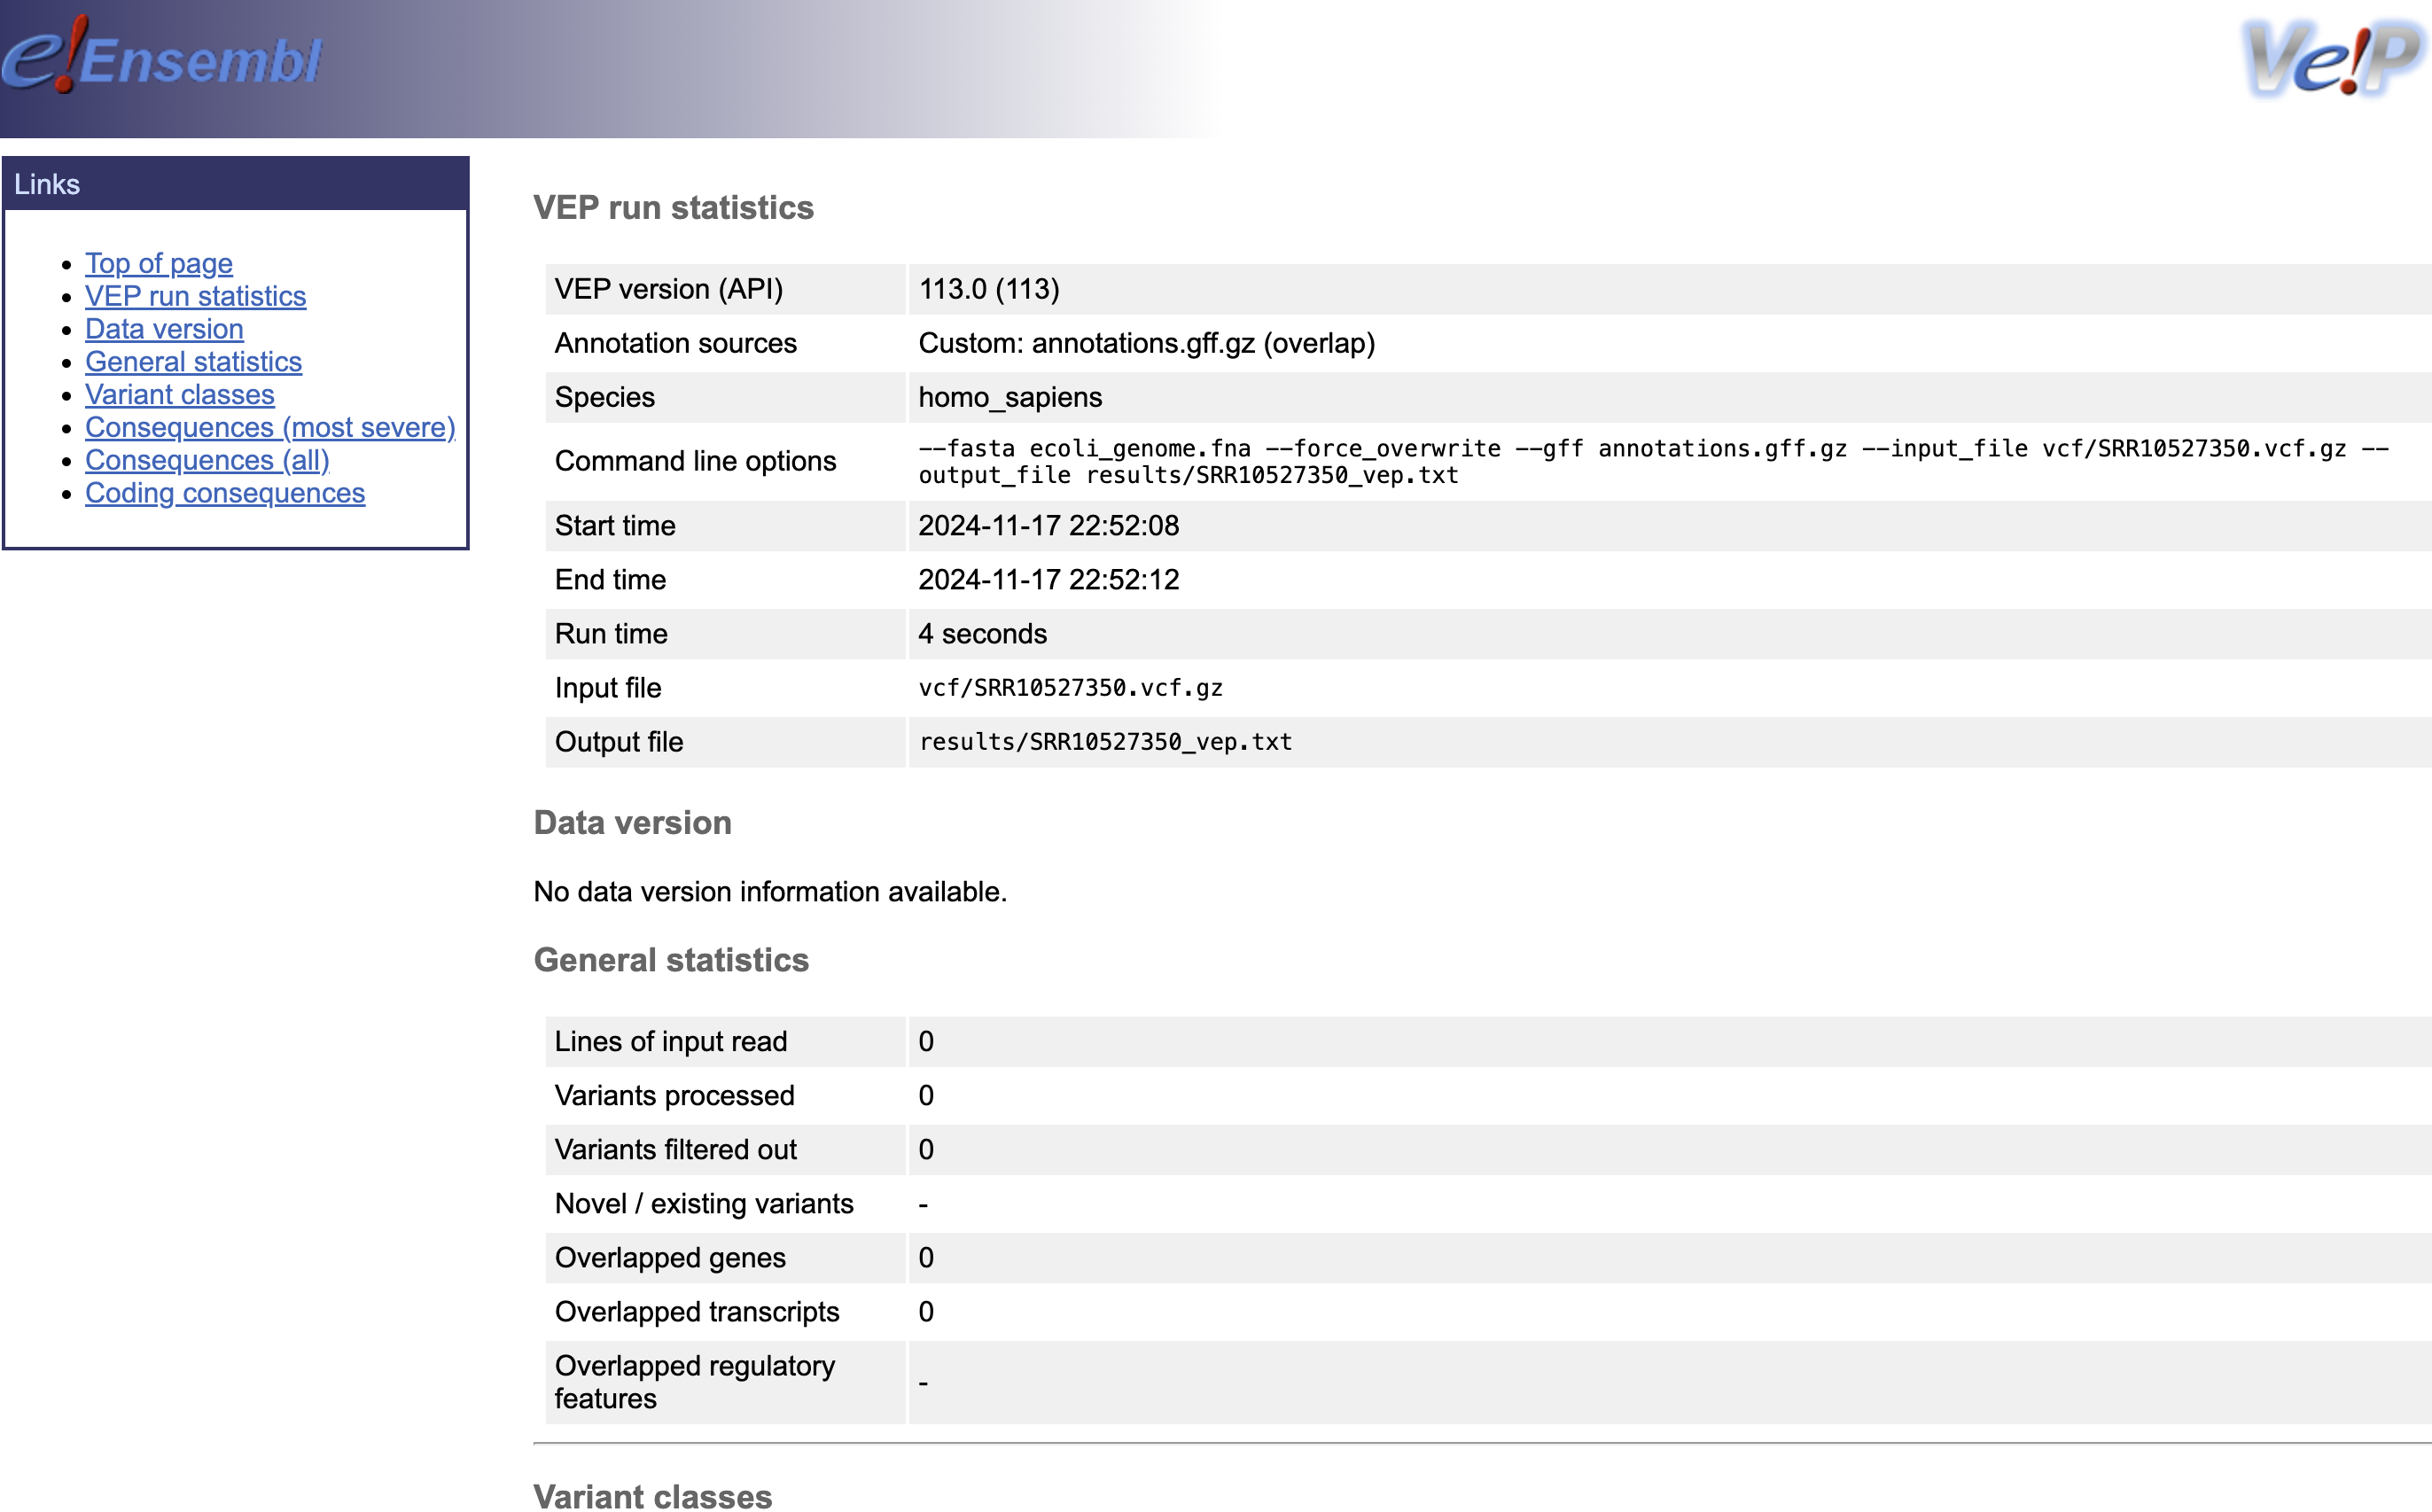 e!Ensembl
Ve!P
Links
Top of page
VEP run statistics
Data version
General statistics
Variant classes
Consequences (most severe)
Consequences (all)
Coding consequences
VEP run statistics
VEP version (API) 113.0 (113)
Annotation sources Custom: annotations.gff.gz (overlap)
Species homo_sapiens
Command line options --fasta ecoli_genome.fna --force_overwrite --gff annotations.gff.gz --input_file vcf/SRR10527350.vcf.gz --
output_file results/SRR10527350_vep.txt
Start time 2024-11-17 22:52:08
End time 2024-11-17 22:52:12
Run time 4 seconds
Input file vcf/SRR10527350.vcf.gz
Output file results/SRR10527350_vep.txt
Data version
No data version information available.
General statistics
Lines of input read 0
Variants processed 0
Variants filtered out 0
Novel / existing variants -
Overlapped genes 0
Overlapped transcripts 0
Overlapped regulatory
features -
Variant classes